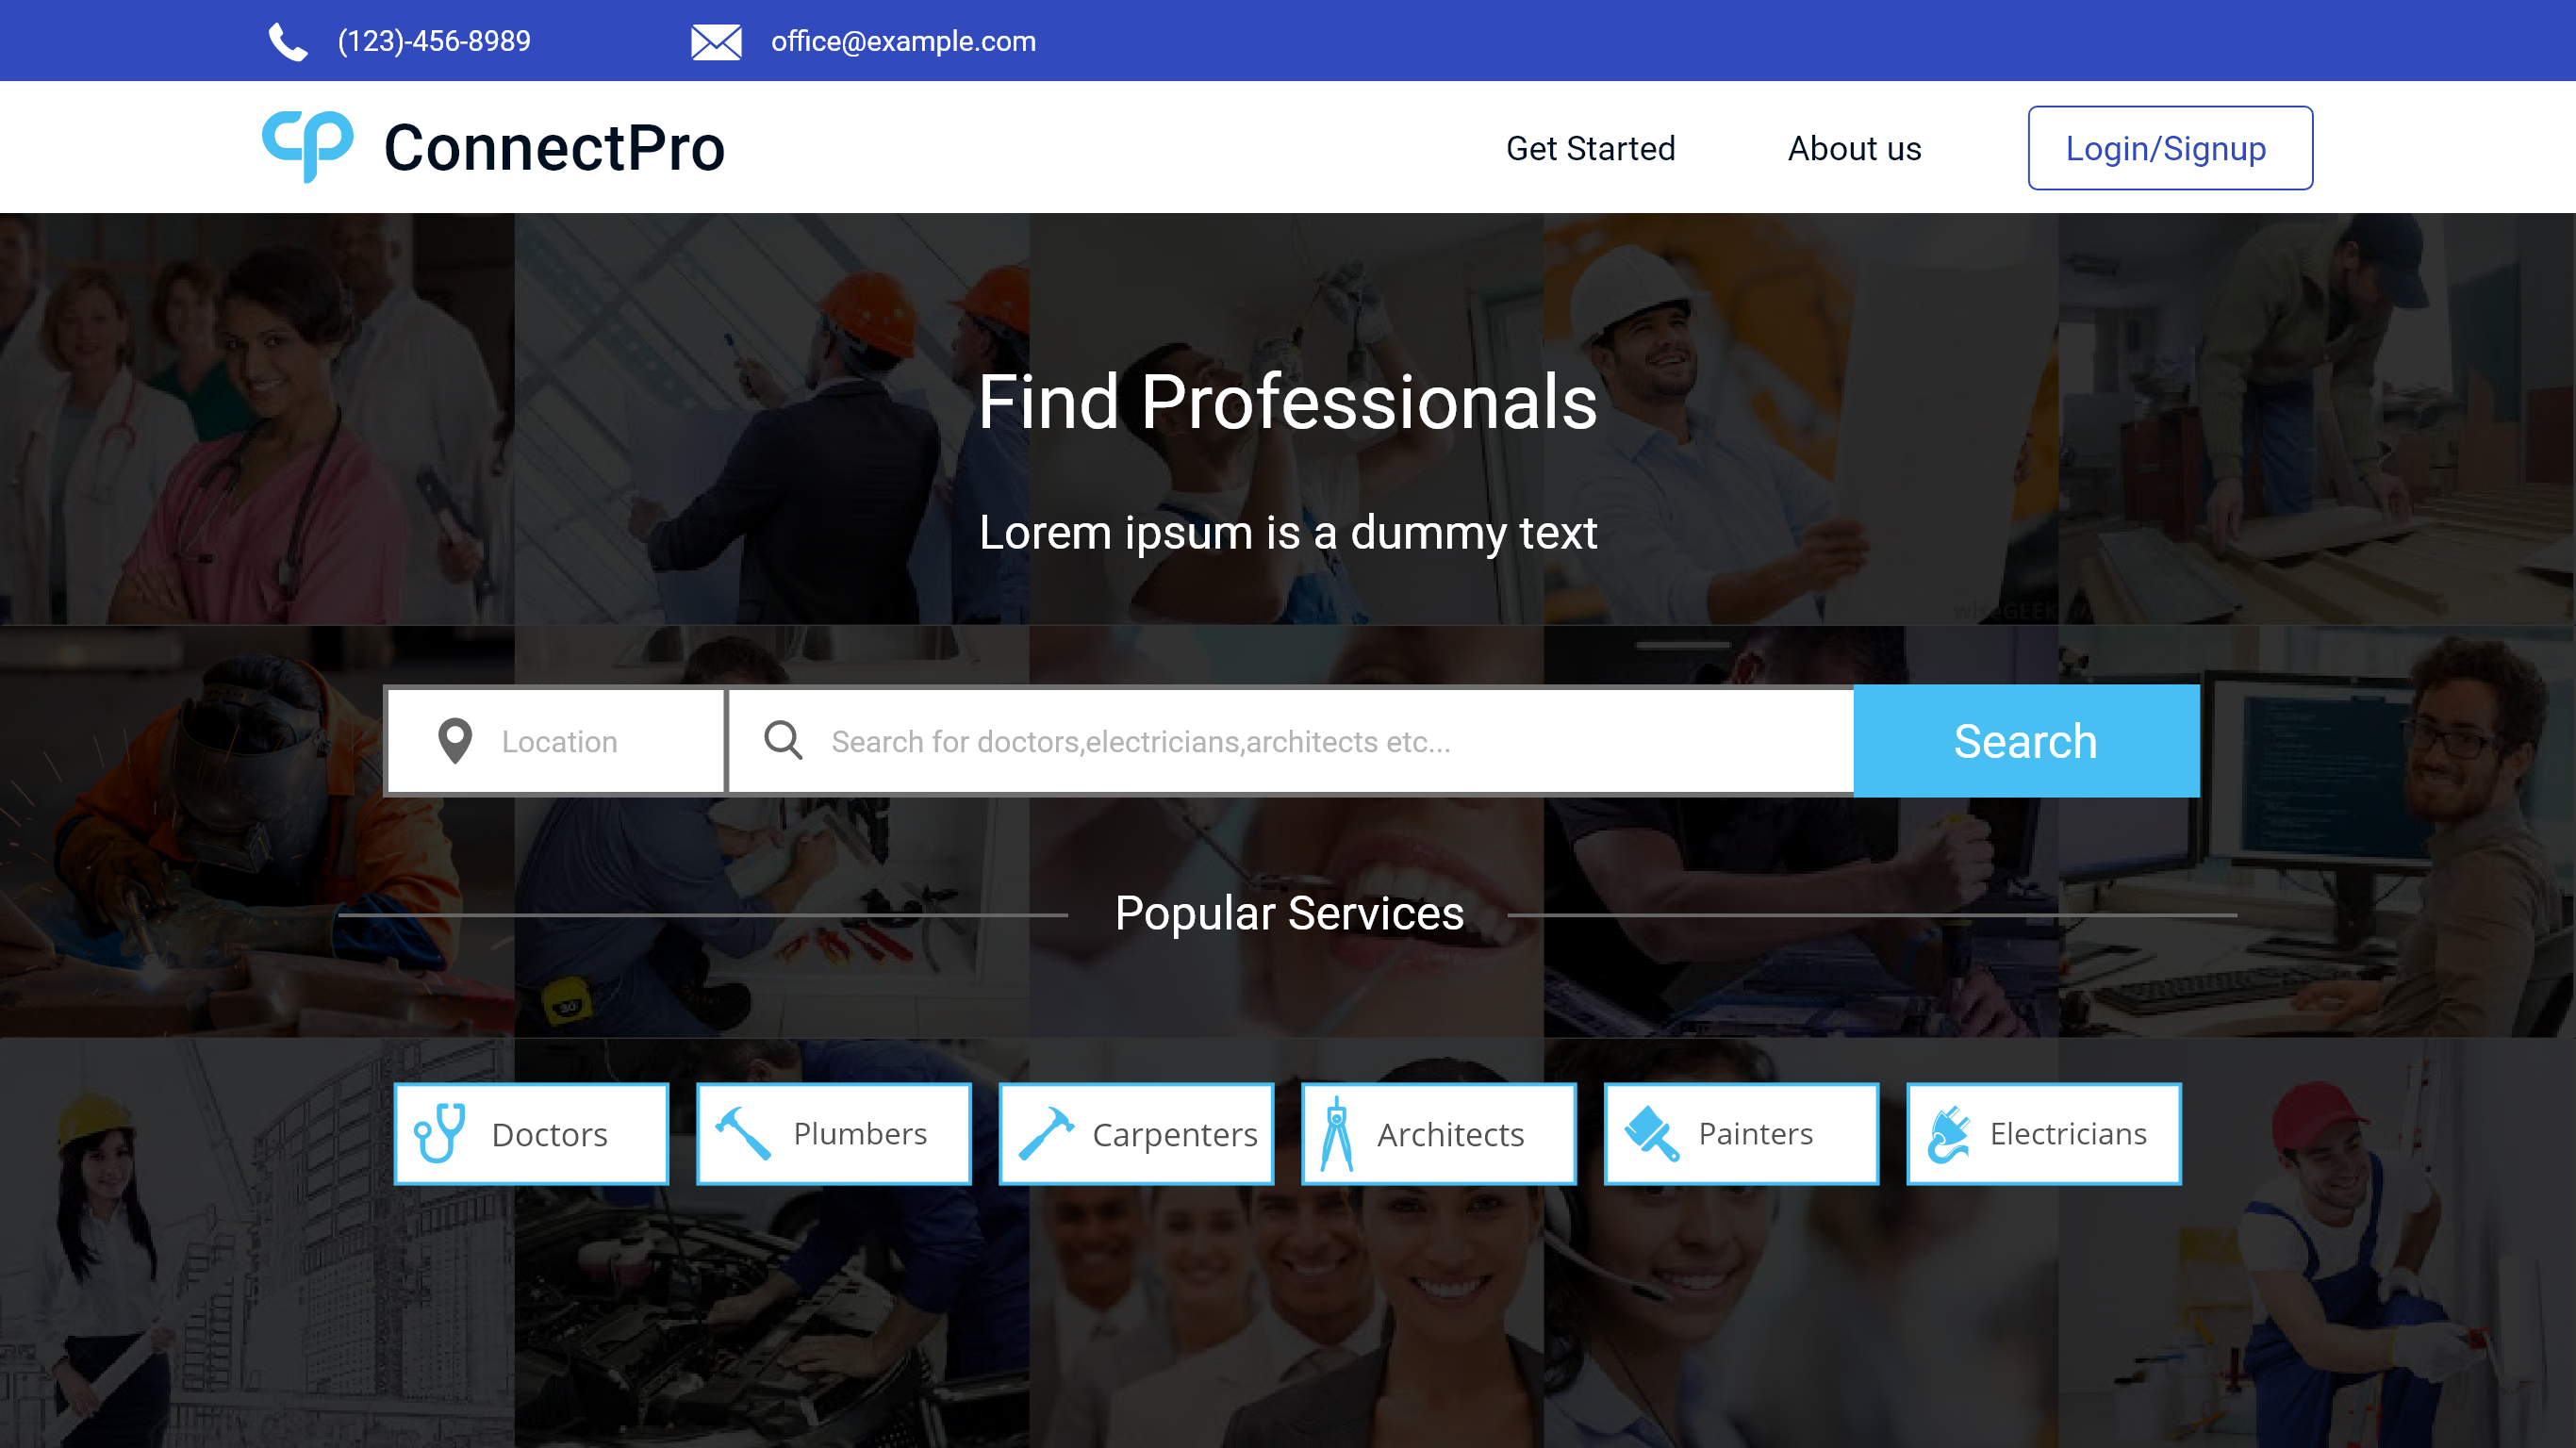 (123)-456-8989
office@example.com
ConnectPro
Get Started
About us
Login/Signup
Find Professionals
Lorem ipsum is a dummy text
wiseGEEK
Location
Search for doctors,electricians,architects etc...
Search
Popular Services
Doctors
Plumbers
Carpenters
Architects
Painters
Electricians